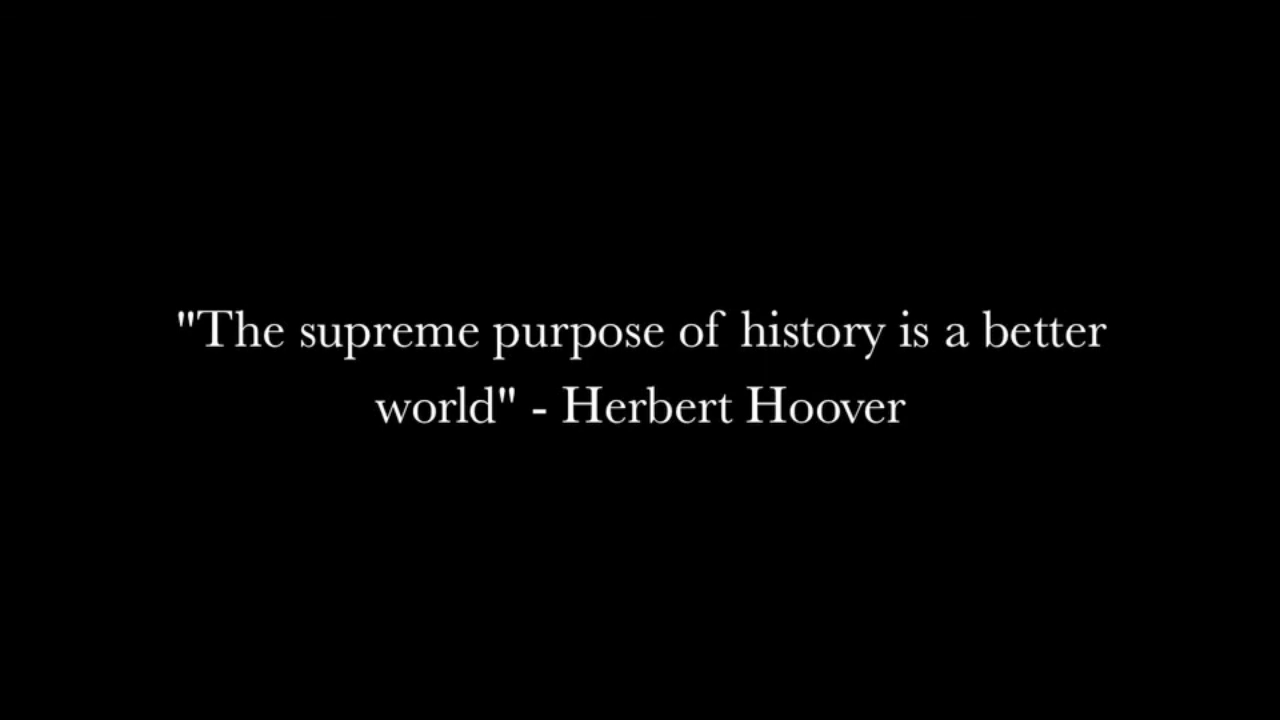 "The supreme purpose of history is a better
world" - Herbert Hoover